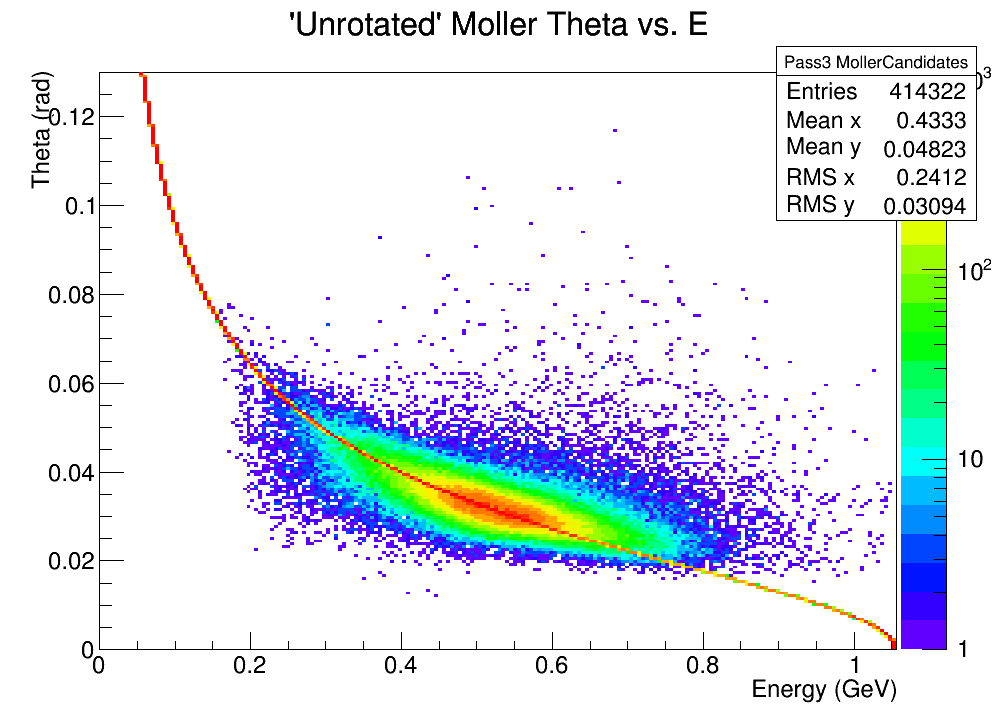 'Unrotated' Moller Theta vs. E
Pass3 MollerCandidates
Entries 414322
Mean x 0.4333
Mean y 0.04823
RMS x 0.2412
RMS y 0.03094
Theta (rad)
0.12
0.1
0.08
0.06
0.04
0.02
0
0 0.2 0.4 0.6 0.8 1
Energy (GeV)
10²
10
1